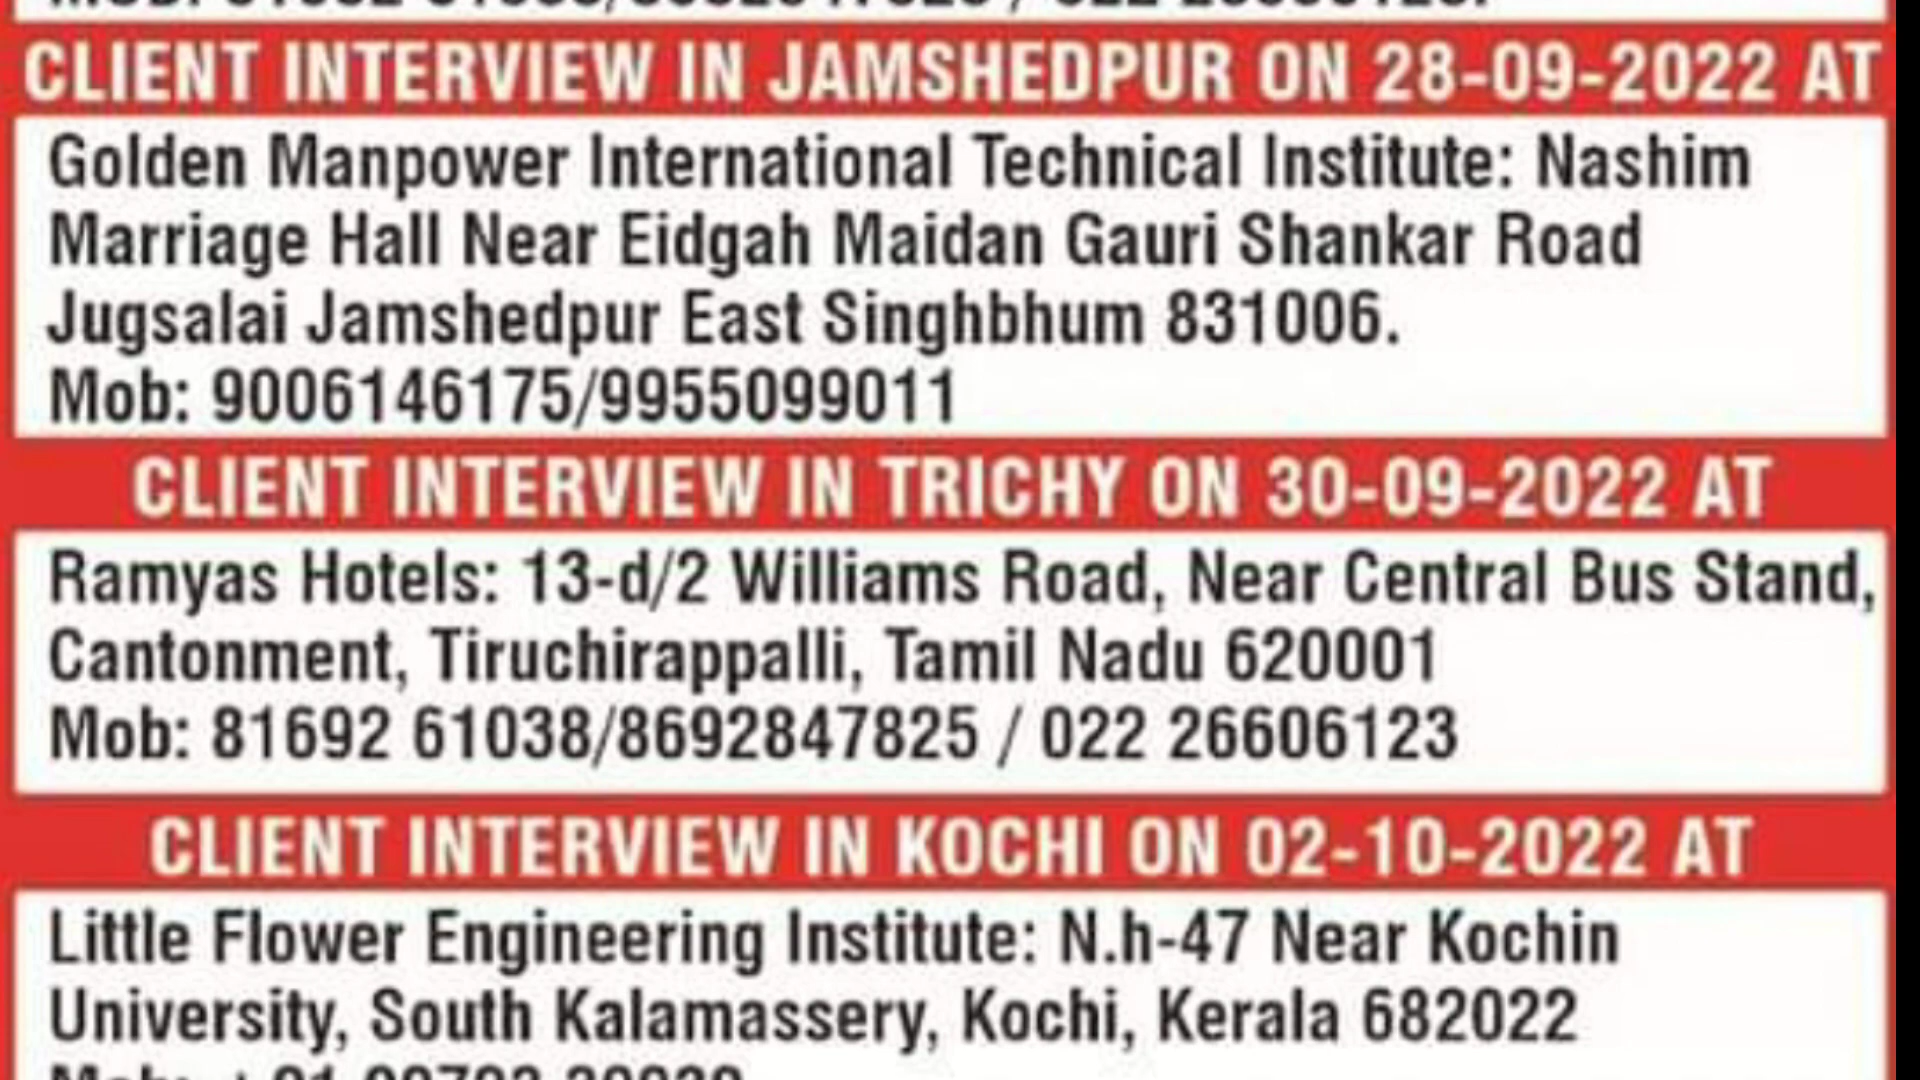 CLIENT INTERVIEW IN JAMSHEDPUR ON 28-09-2022 AT
Golden Manpower International Technical Institute: Nashim
Marriage Hall Near Eidgah Maidan Gauri Shankar Road
Jugsalai Jamshedpur East Singhbhum 831006.
Mob: 9006146175/9955099011
CLIENT INTERVIEW IN TRICHY ON 30-09-2022 AT
Ramyas Hotels: 13-d/2 Williams Road, Near Central Bus Stand,
Cantonment, Tiruchirappalli, Tamil Nadu 620001
Mob: 81692 61038/8692847825 / 022 26606123
CLIENT INTERVIEW IN KOCHI ON 02-10-2022 AT
Little Flower Engineering Institute: N.h-47 Near Kochin
University, South Kalamassery, Kochi, Kerala 682022